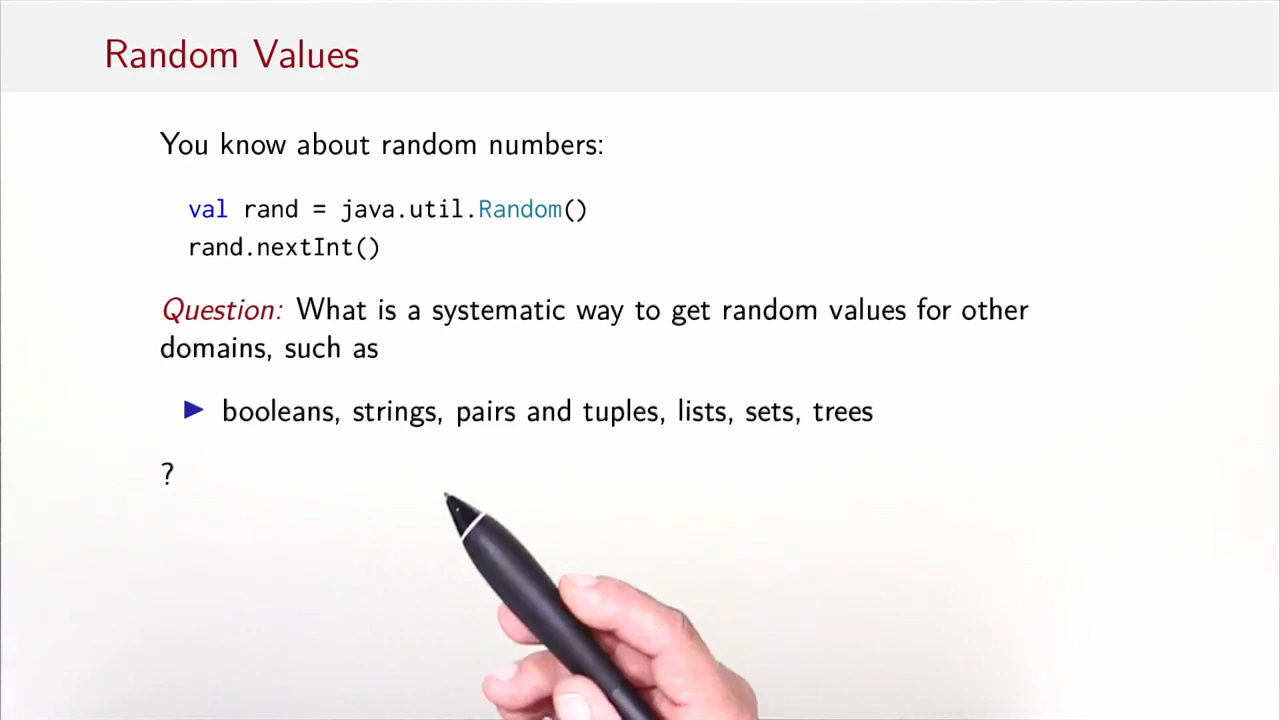 Random Values
You know about random numbers:
val rand = java.util.Random()
rand.nextInt()
Question: What is a systematic way to get random values for other
domains, such as
▶ booleans, strings, pairs and tuples, lists, sets, trees
?